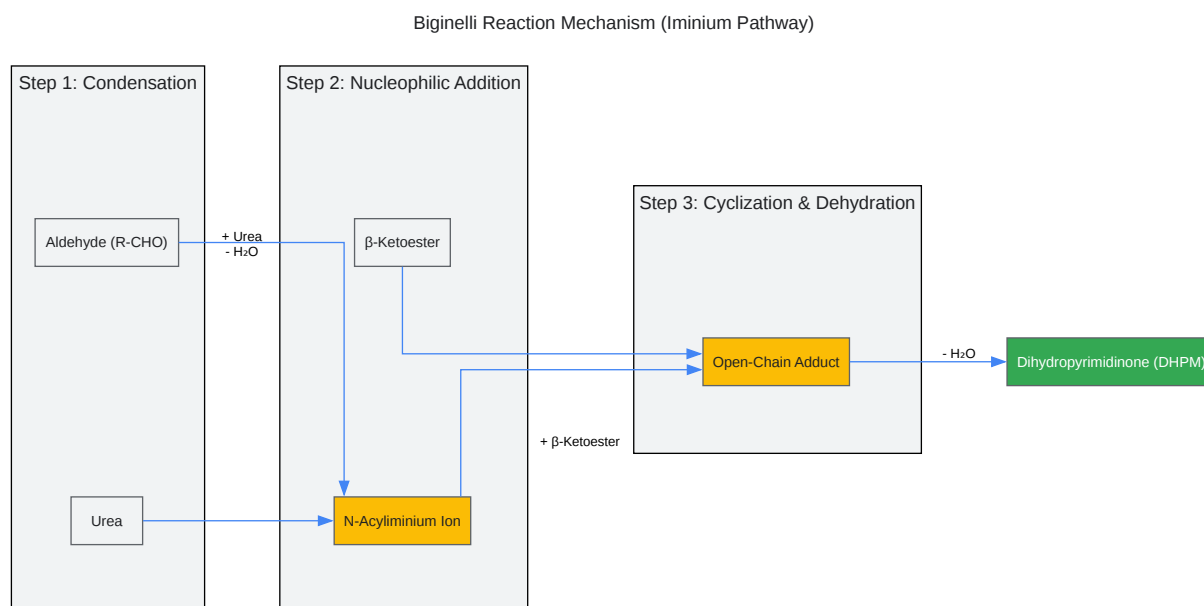 Biginelli Reaction Mechanism (Iminium Pathway)
Step 1: Condensation
Step 2: Nucleophilic Addition
Step 3: Cyclization & Dehydration
Aldehyde (R-CHO)
+ Urea
- H₂O
β-Ketoester
Open-Chain Adduct
- H₂O
Dihydropyrimidinone (DHPM)
+ β-Ketoester
Urea
N-Acyliminium Ion